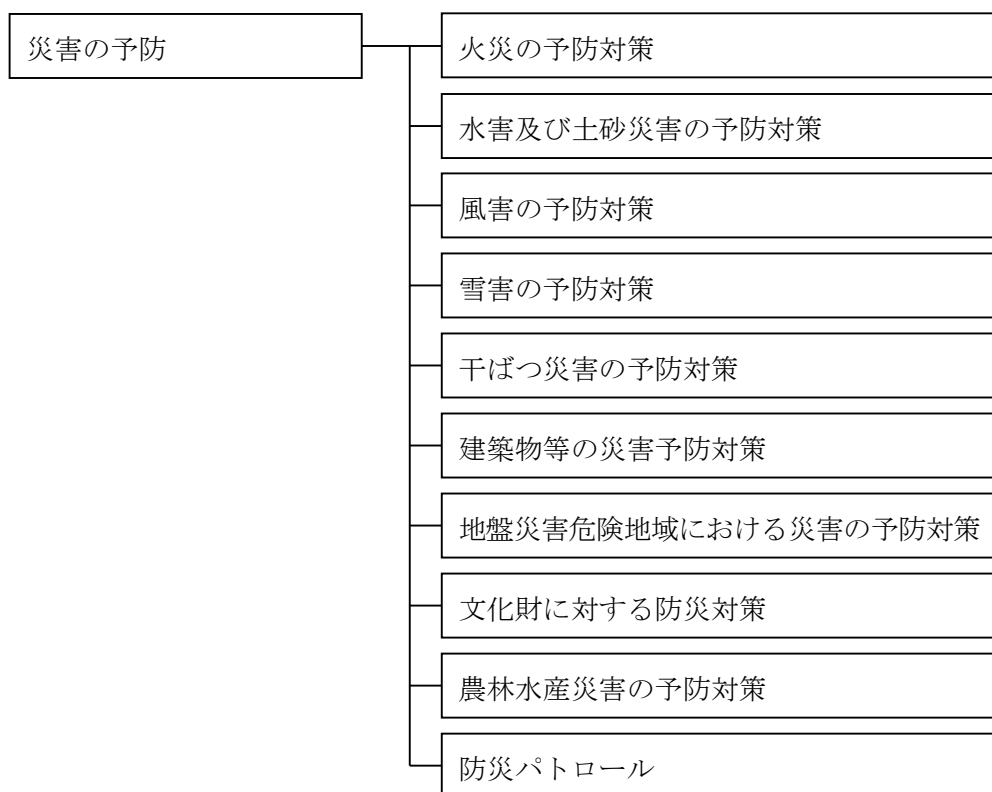 災害の予防
火災の予防対策
水害及び土砂災害の予防対策
風害の予防対策
雪害の予防対策
干ばつ災害の予防対策
建築物等の災害予防対策
地盤災害危険地域における災害の予防対策
文化財に対する防災対策
農林水産災害の予防対策
防災パトロール